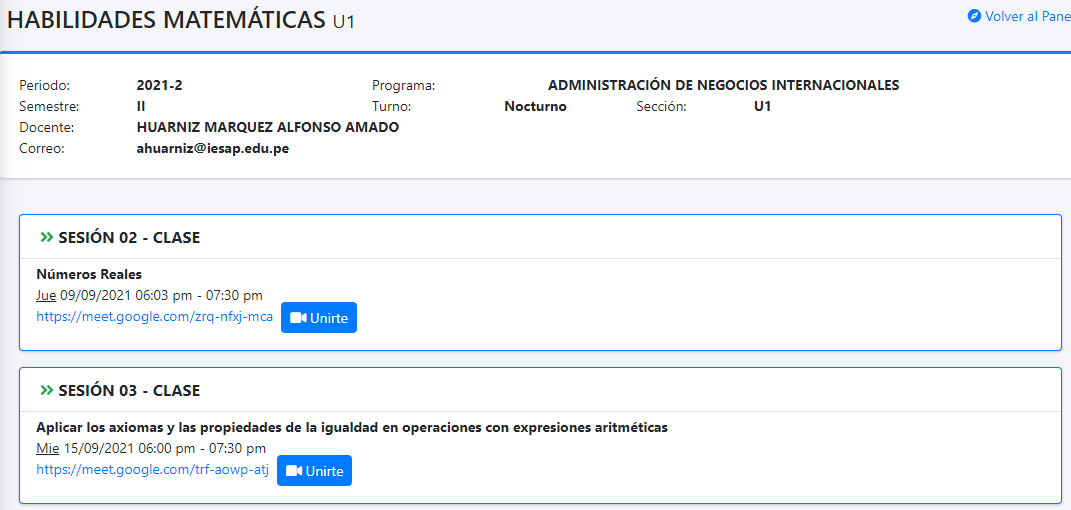 HABILIDADES MATEMÁTICAS U1
Volver al Pane
Periodo: 2021-2 Programa: ADMINISTRACIÓN DE NEGOCIOS INTERNACIONALES
Semestre: II Turno: Nocturno Sección: U1
Docente: HUARNIZ MARQUEZ ALFONSO AMADO
Correo: ahuarniz@iesap.edu.pe
SESIÓN 02 - CLASE
Números Reales
Jue 09/09/2021 06:03 pm - 07:30 pm
https://meet.google.com/zrq-nfxj-mca Unirte
SESIÓN 03 - CLASE
Aplicar los axiomas y las propiedades de la igualdad en operaciones con expresiones aritméticas
Mie 15/09/2021 06:00 pm - 07:30 pm
https://meet.google.com/trf-aowp-atj Unirte